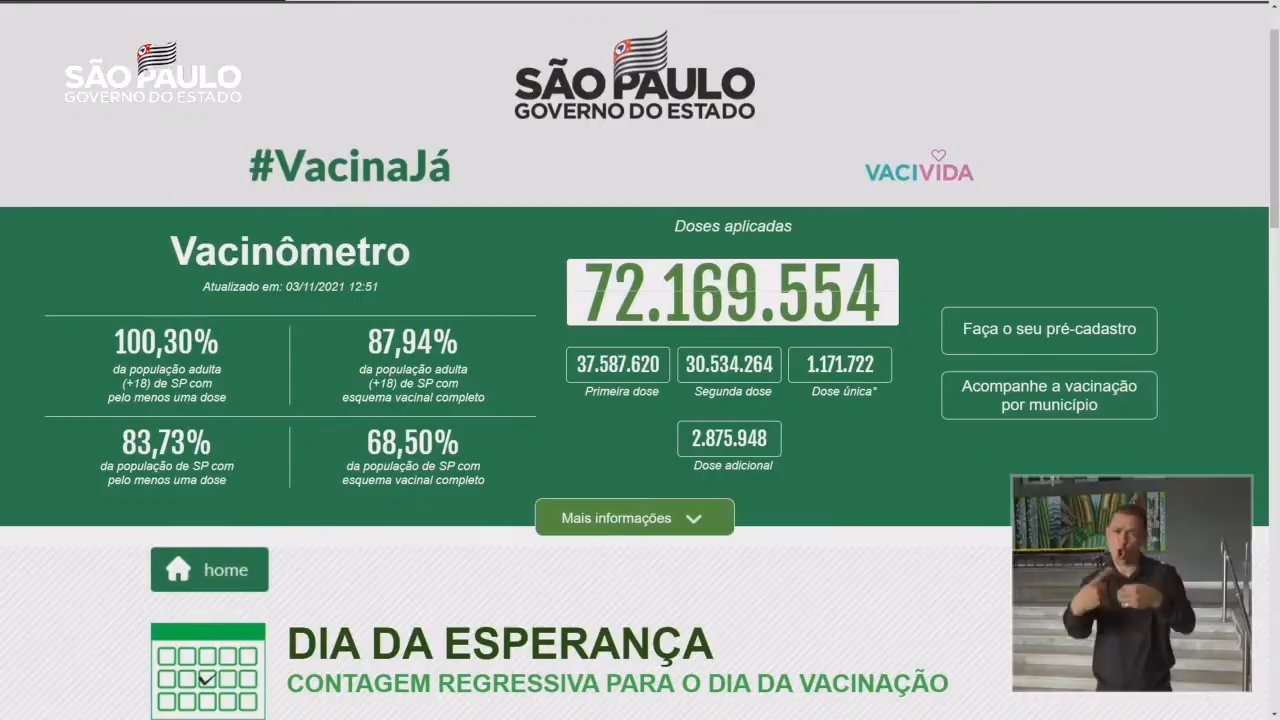 SÃO PAULO
GOVERNO DO ESTADO
SÃO PAULO
GOVERNO DO ESTADO
#VacinaJá
VACIVIDA
Vacinômetro
Atualizado em: 03/11/2021 12:51
100,30%
da população adulta
(+18) de SP com
pelo menos uma dose
87,94%
da população adulta
(+18) de SP com
esquema vacinal completo
83,73%
da população de SP com
pelo menos uma dose
68,50%
da população de SP com
esquema vacinal completo
Doses aplicadas
72.169.554
37.587.620
Primeira dose
30.534.264
Segunda dose
1.171.722
Dose única*
2.875.948
Dose adicional
Faça o seu pré-cadastro
Acompanhe a vacinação
por município
Mais informações
home
DIA DA ESPERANÇA
CONTAGEM REGRESSIVA PARA O DIA DA VACINAÇÃO